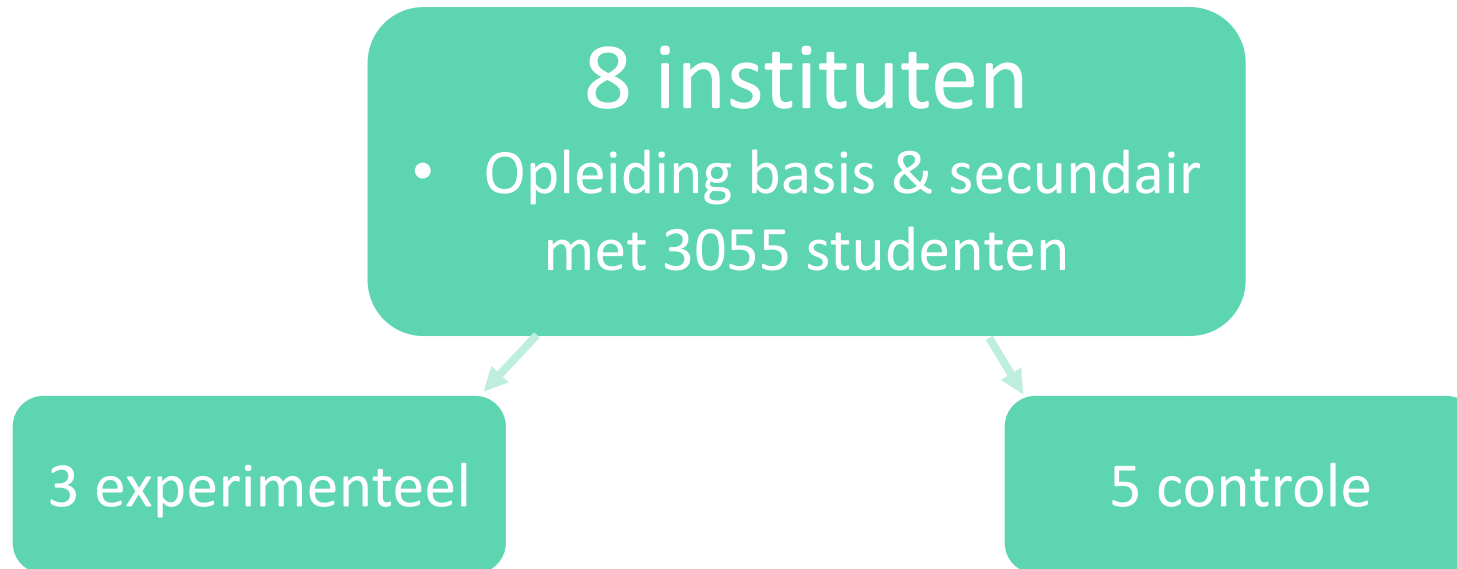 8 instituten
• Opleiding basis & secundair
met 3055 studenten
3 experimenteel
5 controle